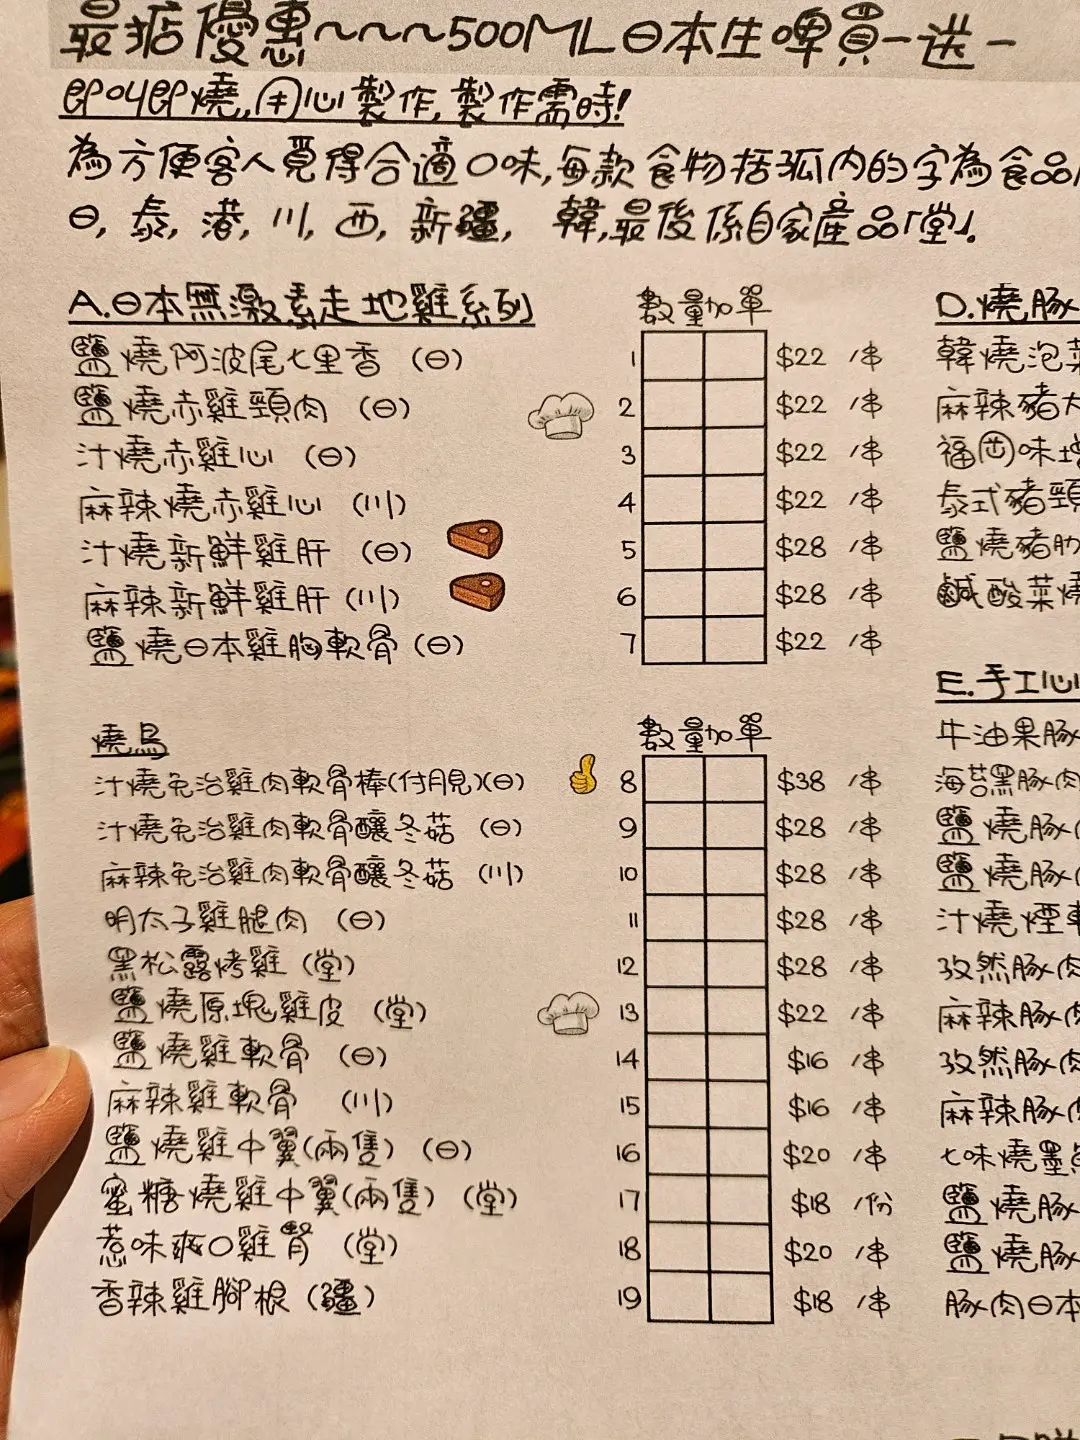 最掂優惠～～～500ML日本生啤買一送一
即叫即燒,用心製作,製作需時!
為方便客人覓得合適口味,每款食物括弧內的字為食品
日, 泰, 港, 川, 西, 新疆, 韓,最後係自家產品「堂」.
A.日本無激素走地雞系列 數量加單
鹽燒阿波尾七里香 (日) 1 $22 /串
鹽燒赤雞頸肉 (日) 2 $22 /串
汁燒赤雞心 (日) 3 $22 /串
麻辣燒赤雞心 (川) 4 $22 /串
汁燒新鮮雞肝 (日) 5 $28 /串
麻辣新鮮雞肝 (川) 6 $28 /串
鹽燒日本雞胸軟骨 (日) 7 $22 /串
燒鳥 數量加單
汁燒免治雞肉軟骨棒(付月見)(日) 8 $38 /串
汁燒免治雞肉軟骨釀冬菇 (日) 9 $28 /串
麻辣免治雞肉軟骨釀冬菇 (川) 10 $28 /串
明太子雞腿肉 (日) 11 $28 /串
黑松露烤雞 (堂) 12 $28 /串
鹽燒原塊雞皮 (堂) 13 $22 /串
鹽燒雞軟骨 (日) 14 $16 /串
麻辣雞軟骨 (川) 15 $16 /串
鹽燒雞中翼(兩隻) (日) 16 $20 /串
蜜糖燒雞中翼(兩隻) (堂) 17 $18 /份
惹味爽口雞腎 (堂) 18 $20 /串
香辣雞腳根 (疆) 19 $18 /串
D.燒豚
韓燒泡菜
麻辣豬大
福岡味增
泰式豬頸
鹽燒豬肋
鹹酸菜燒
E.手工心
牛油果豚
海苔黑豚肉
鹽燒豚
鹽燒豚
汁燒煙
孜然豚肉
麻辣豚肉
孜然豚肉
麻辣豚肉
七味燒墨魚
鹽燒豚
鹽燒豚
豚肉日本